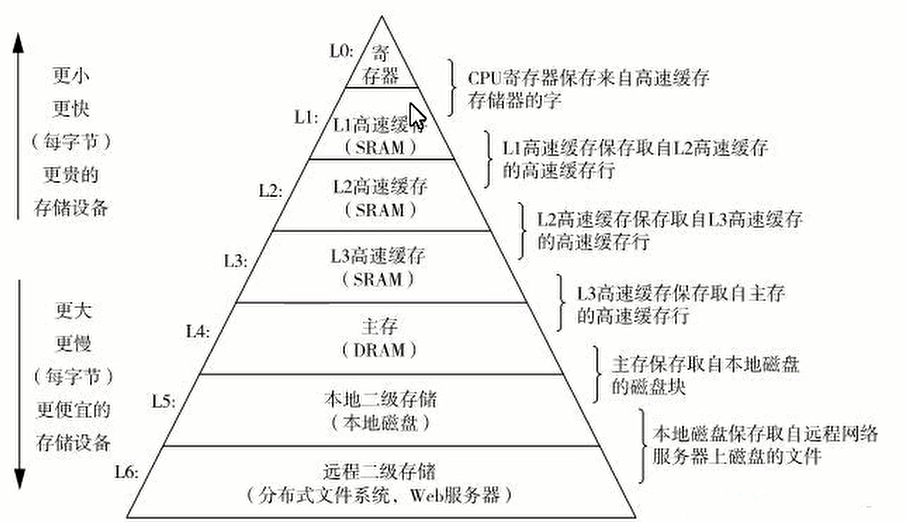 更小
更快
（每字节）
更贵的
存储设备
更大
更慢
（每字节）
更便宜的
存储设备
L0:
寄
存器
L1:
L1高速缓存
（SRAM）
L2:
L2高速缓存
（SRAM）
L3:
L3高速缓存
（SRAM）
L4:
主存
（DRAM）
L5:
本地二级存储
（本地磁盘）
L6:
远程二级存储
（分布式文件系统、Web服务器）
CPU寄存器保存来自高速缓存
存储器的字
L1高速缓存保存取自L2高速缓存
的高速缓存行
L2高速缓存保存取自L3高速缓存
的高速缓存行
L3高速缓存保存取自主存
的高速缓存行
主存保存取自本地磁盘
的磁盘块
本地磁盘保存取自远程网络
服务器上磁盘的文件